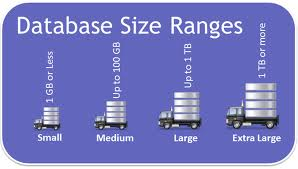 Database Size Ranges
1 GB or Less
Up to 100 GB
Up to 1 TB
1 TB or more
Small
Medium
Large
Extra Large